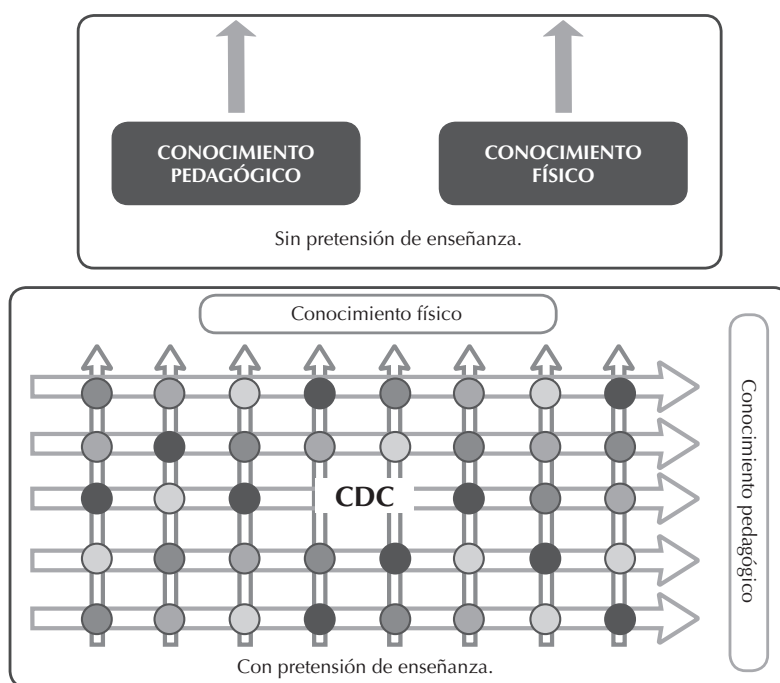 CONOCIMIENTO
PEDAGÓGICO
CONOCIMIENTO
FÍSICO
Sin pretensión de enseñanza.
Conocimiento físico
Conocimiento pedagógico
CDC
Con pretensión de enseñanza.